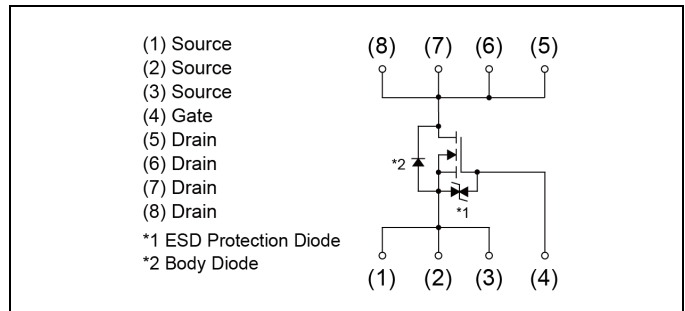 (1) Source
(2) Source
(3) Source
(4) Gate
(5) Drain
(6) Drain
(7) Drain
(8) Drain
*1 ESD Protection Diode
*2 Body Diode
(8) (7) (6) (5)
*2
*1
(1) (2) (3) (4)